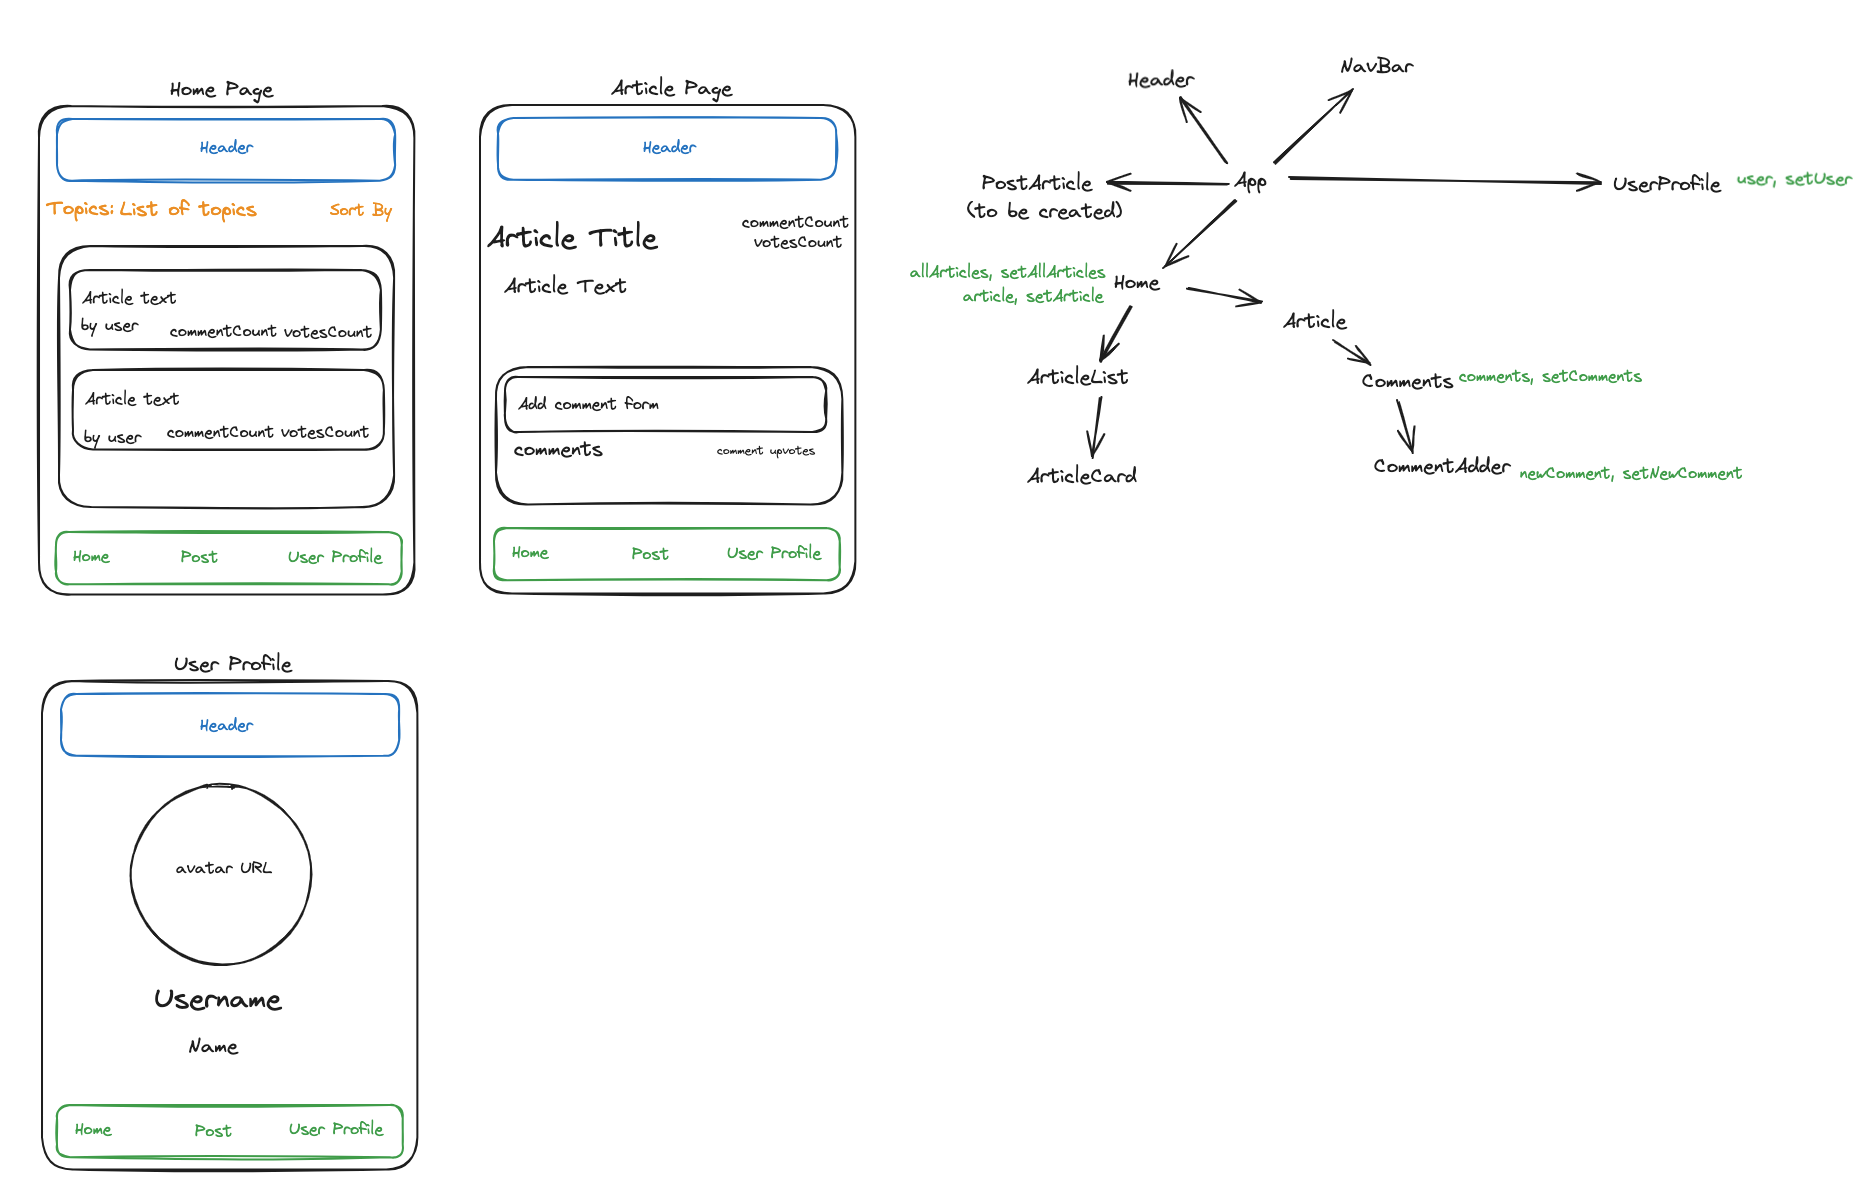 Home Page
Header
Topics: List of topics
Sort By
Article text
by user
commentCount votesCount
Article text
by user
commentCount votesCount
Home
Post
User Profile
Article Page
Header
Article Title
commentCount
votesCount
Article Text
Add comment form
comments
comment upvotes
Home
Post
User Profile
Header
NavBar
App
PostArticle
(to be created)
UserProfile
user, setUser
allArticles, setAllArticles
article, setArticle
Home
Article
ArticleList
Comments
comments, setComments
ArticleCard
CommentAdder
newComment, setNewComment
User Profile
Header
avatar URL
Username
Name
Home
Post
User Profile